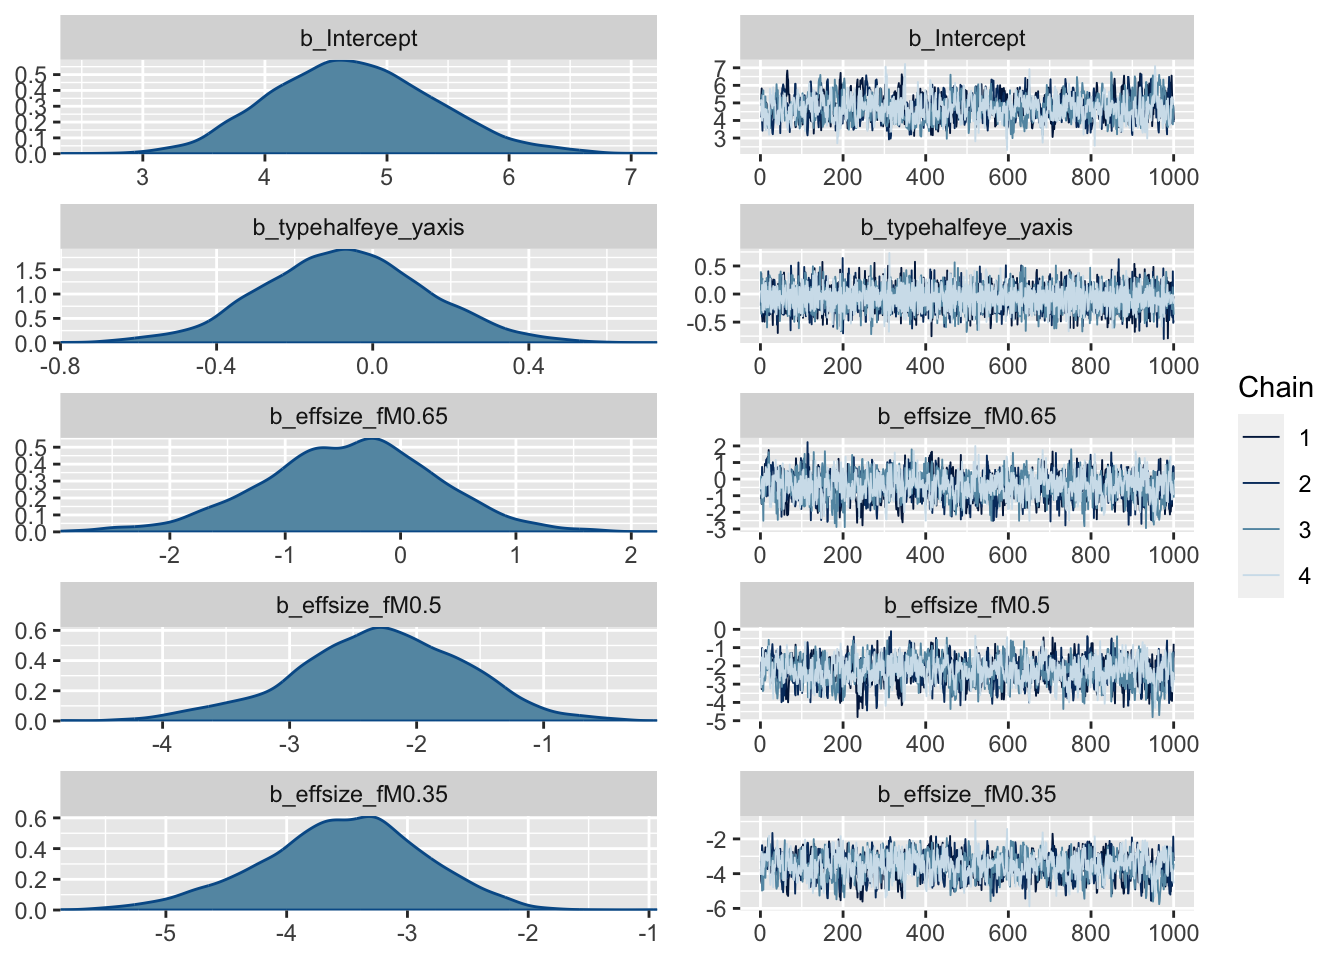 b_Intercept
0.5
0.4
0.3
0.2
0.1
0.0
3 4 5 6 7
b_Intercept
7
6
5
4
3
0 200 400 600 800 1000
b_typehalfeye_yaxis
1.5
1.0
0.5
0.0
-0.8 -0.4 0.0 0.4
b_typehalfeye_yaxis
0.5
0.0
-0.5
0 200 400 600 800 1000
b_effsize_fM0.65
0.5
0.4
0.3
0.2
0.1
0.0
-2 -1 0 1 2
b_effsize_fM0.65
2
1
0
-1
-2
-3
0 200 400 600 800 1000
b_effsize_fM0.5
0.6
0.4
0.2
0.0
-4 -3 -2 -1
b_effsize_fM0.5
0
-1
-2
-3
-4
-5
0 200 400 600 800 1000
b_effsize_fM0.35
0.6
0.4
0.2
0.0
-5 -4 -3 -2 -1
b_effsize_fM0.35
-2
-4
-6
0 200 400 600 800 1000
Chain
1
2
3
4